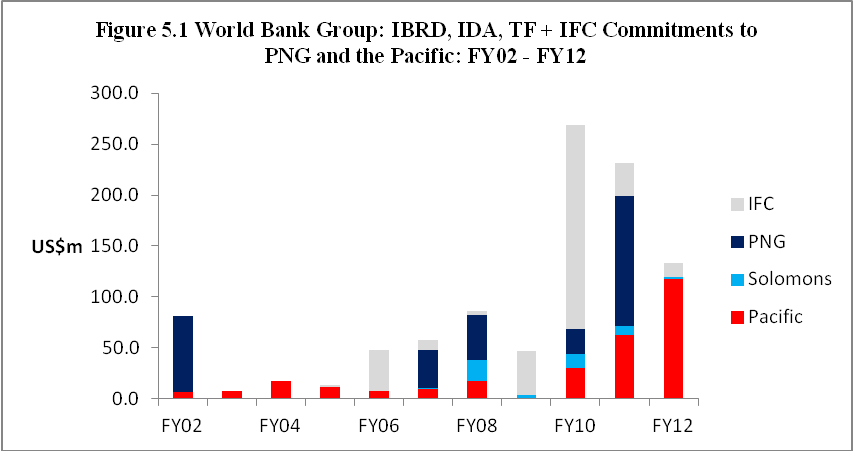 Figure 5.1 World Bank Group: IBRD, IDA, TF + IFC Commitments to
PNG and the Pacific: FY02 - FY12
300.0
250.0
200.0
150.0
100.0
50.0
0.0
US$m
FY02 FY04 FY06 FY08 FY10 FY12
IFC
PNG
Solomons
Pacific